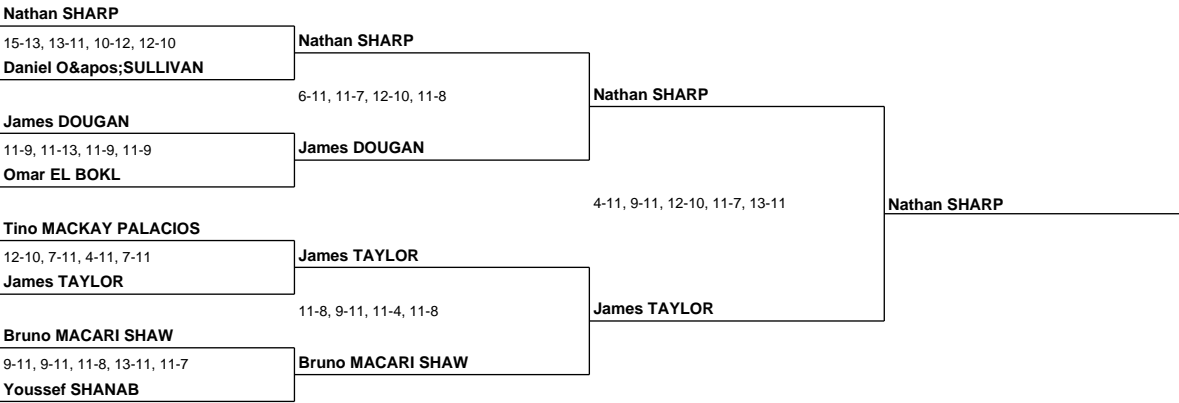 Nathan SHARP
15-13, 13-11, 10-12, 12-10
Daniel O&apos;SULLIVAN
James DOUGAN
11-9, 11-13, 11-9, 11-9
Omar EL BOKL
Tino MACKAY PALACIOS
12-10, 7-11, 4-11, 7-11
James TAYLOR
Bruno MACARI SHAW
9-11, 9-11, 11-8, 13-11, 11-7
Youssef SHANAB
Nathan SHARP
6-11, 11-7, 12-10, 11-8
James DOUGAN
James TAYLOR
11-8, 9-11, 11-4, 11-8
Bruno MACARI SHAW
Nathan SHARP
4-11, 9-11, 12-10, 11-7, 13-11
James TAYLOR
Nathan SHARP